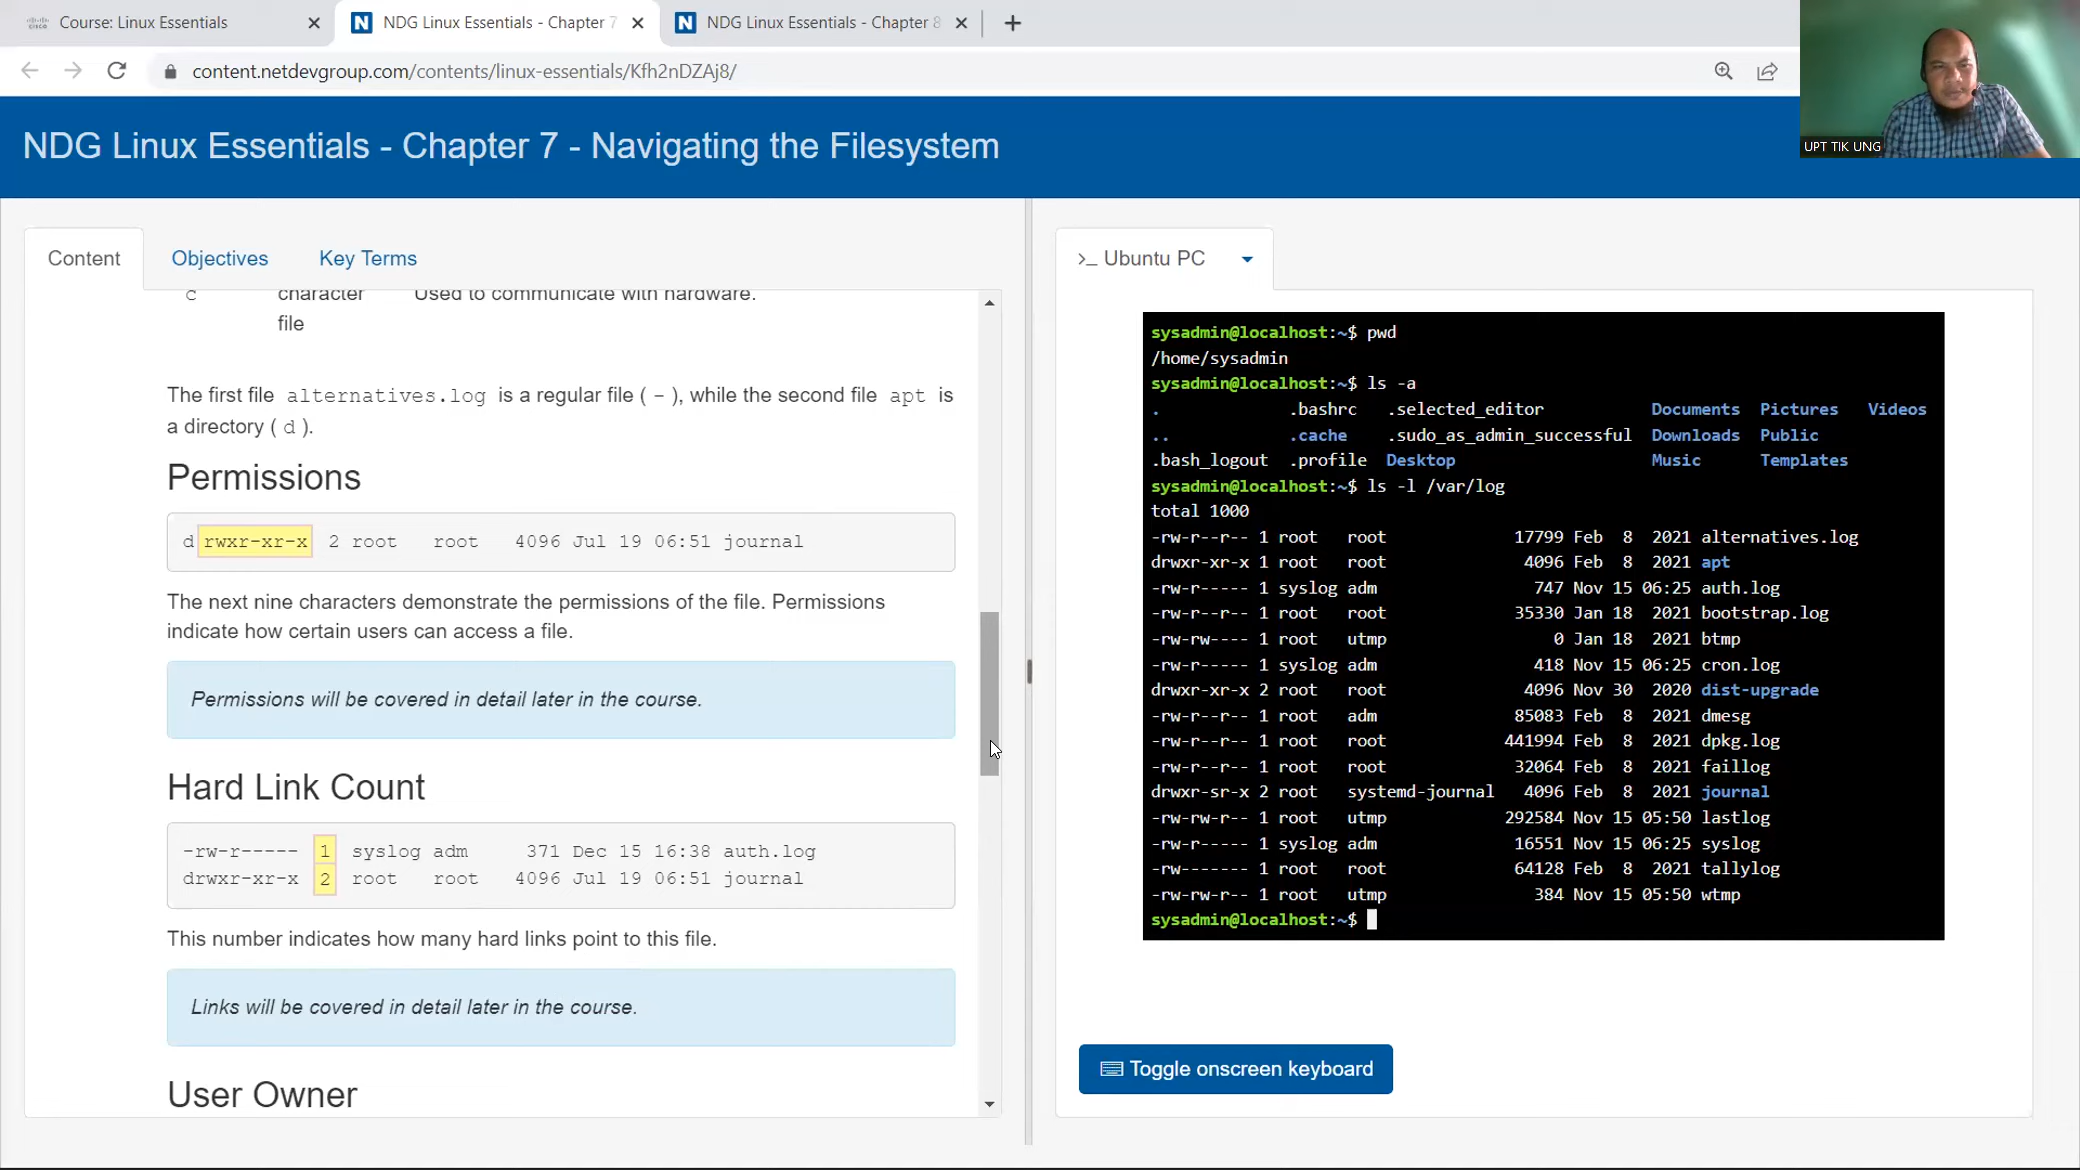 Course: Linux Essentials
NDG Linux Essentials - Chapter 7
NDG Linux Essentials - Chapter 8
content.netdevgroup.com/contents/linux-essentials/Kfh2nDZAj8/
UPT TIK UNG
NDG Linux Essentials - Chapter 7 - Navigating the Filesystem
Content Objectives Key Terms
c character Used to communicate with hardware.
file
The first file alternatives.log is a regular file ( - ), while the second file apt is
a directory ( d ).
Permissions
drwxr-xr-x 2 root root 4096 Jul 19 06:51 journal
The next nine characters demonstrate the permissions of the file. Permissions
indicate how certain users can access a file.
Permissions will be covered in detail later in the course.
Hard Link Count
-rw-r----- 1 syslog adm 371 Dec 15 16:38 auth.log
drwxr-xr-x 2 root root 4096 Jul 19 06:51 journal
This number indicates how many hard links point to this file.
Links will be covered in detail later in the course.
User Owner
>_ Ubuntu PC
sysadmin@localhost:~$ pwd
/home/sysadmin
sysadmin@localhost:~$ ls -a
. .bashrc .selected_editor Documents Pictures Videos
.. .cache .sudo_as_admin_successful Downloads Public
.bash_logout .profile Desktop Music Templates
sysadmin@localhost:~$ ls -l /var/log
total 1000
-rw-r--r-- 1 root root 17799 Feb 8 2021 alternatives.log
drwxr-xr-x 1 root root 4096 Feb 8 2021 apt
-rw-r----- 1 syslog adm 747 Nov 15 06:25 auth.log
-rw-r--r-- 1 root root 35330 Jan 18 2021 bootstrap.log
-rw-rw---- 1 root utmp 0 Jan 18 2021 btmp
-rw-r----- 1 syslog adm 418 Nov 15 06:25 cron.log
drwxr-xr-x 2 root root 4096 Nov 30 2020 dist-upgrade
-rw-r--r-- 1 root adm 85083 Feb 8 2021 dmesg
-rw-r--r-- 1 root root 441994 Feb 8 2021 dpkg.log
-rw-r--r-- 1 root root 32064 Feb 8 2021 faillog
drwxr-sr-x 2 root systemd-journal 4096 Feb 8 2021 journal
-rw-rw-r-- 1 root utmp 292584 Nov 15 05:50 lastlog
-rw-r----- 1 syslog adm 16551 Nov 15 06:25 syslog
-rw------- 1 root root 64128 Feb 8 2021 tallylog
-rw-rw-r-- 1 root utmp 384 Nov 15 05:50 wtmp
sysadmin@localhost:~$
Toggle onscreen keyboard